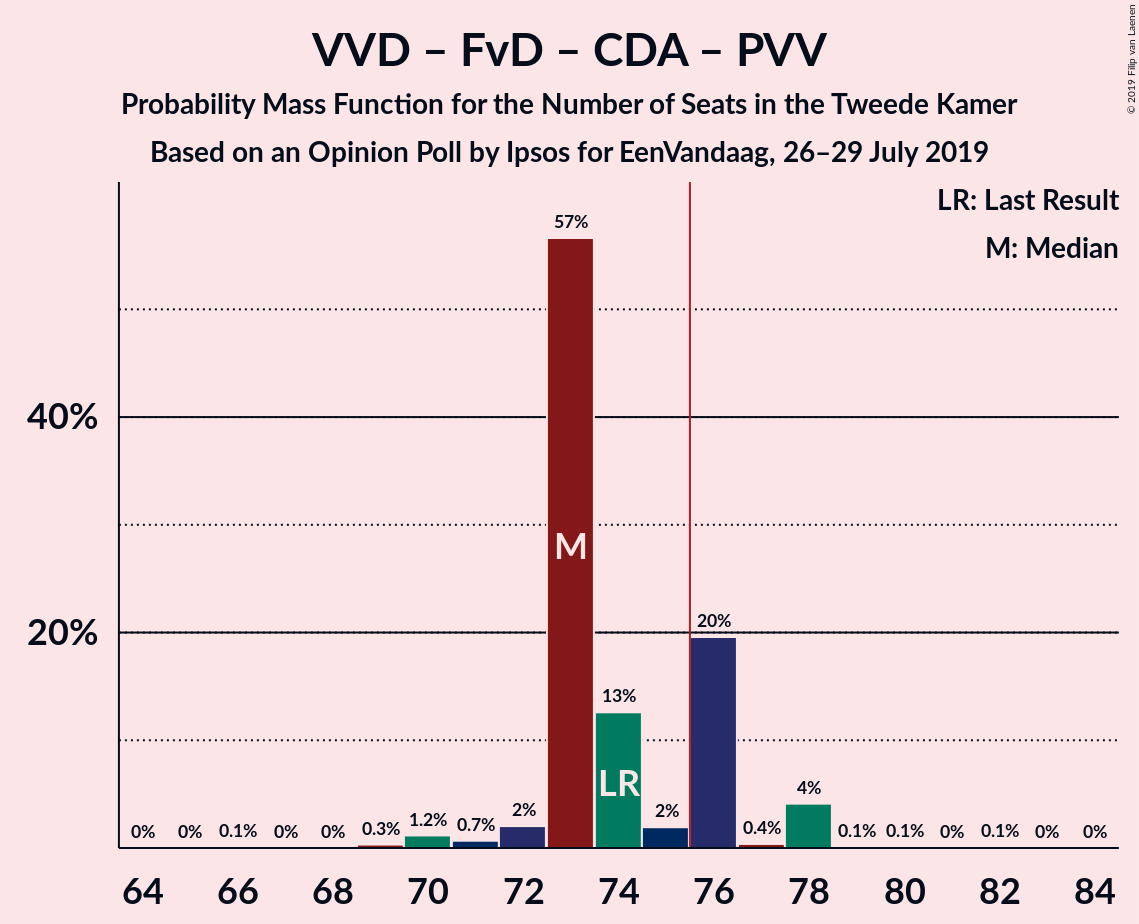 VVD – FvD – CDA – PVV
Probability Mass Function for the Number of Seats in the Tweede Kamer
Based on an Opinion Poll by Ipsos for EenVandaag, 26–29 July 2019
© 2019 Filip van Laenen
LR: Last Result
M: Median
57%
40%
M
20%
20%
13%
LR
4%
0% 0% 0.1% 0% 0% 0.3% 1.2% 0.7% 2% 2% 0.4% 0.1% 0.1% 0% 0.1% 0% 0%
64 66 68 70 72 74 76 78 80 82 84